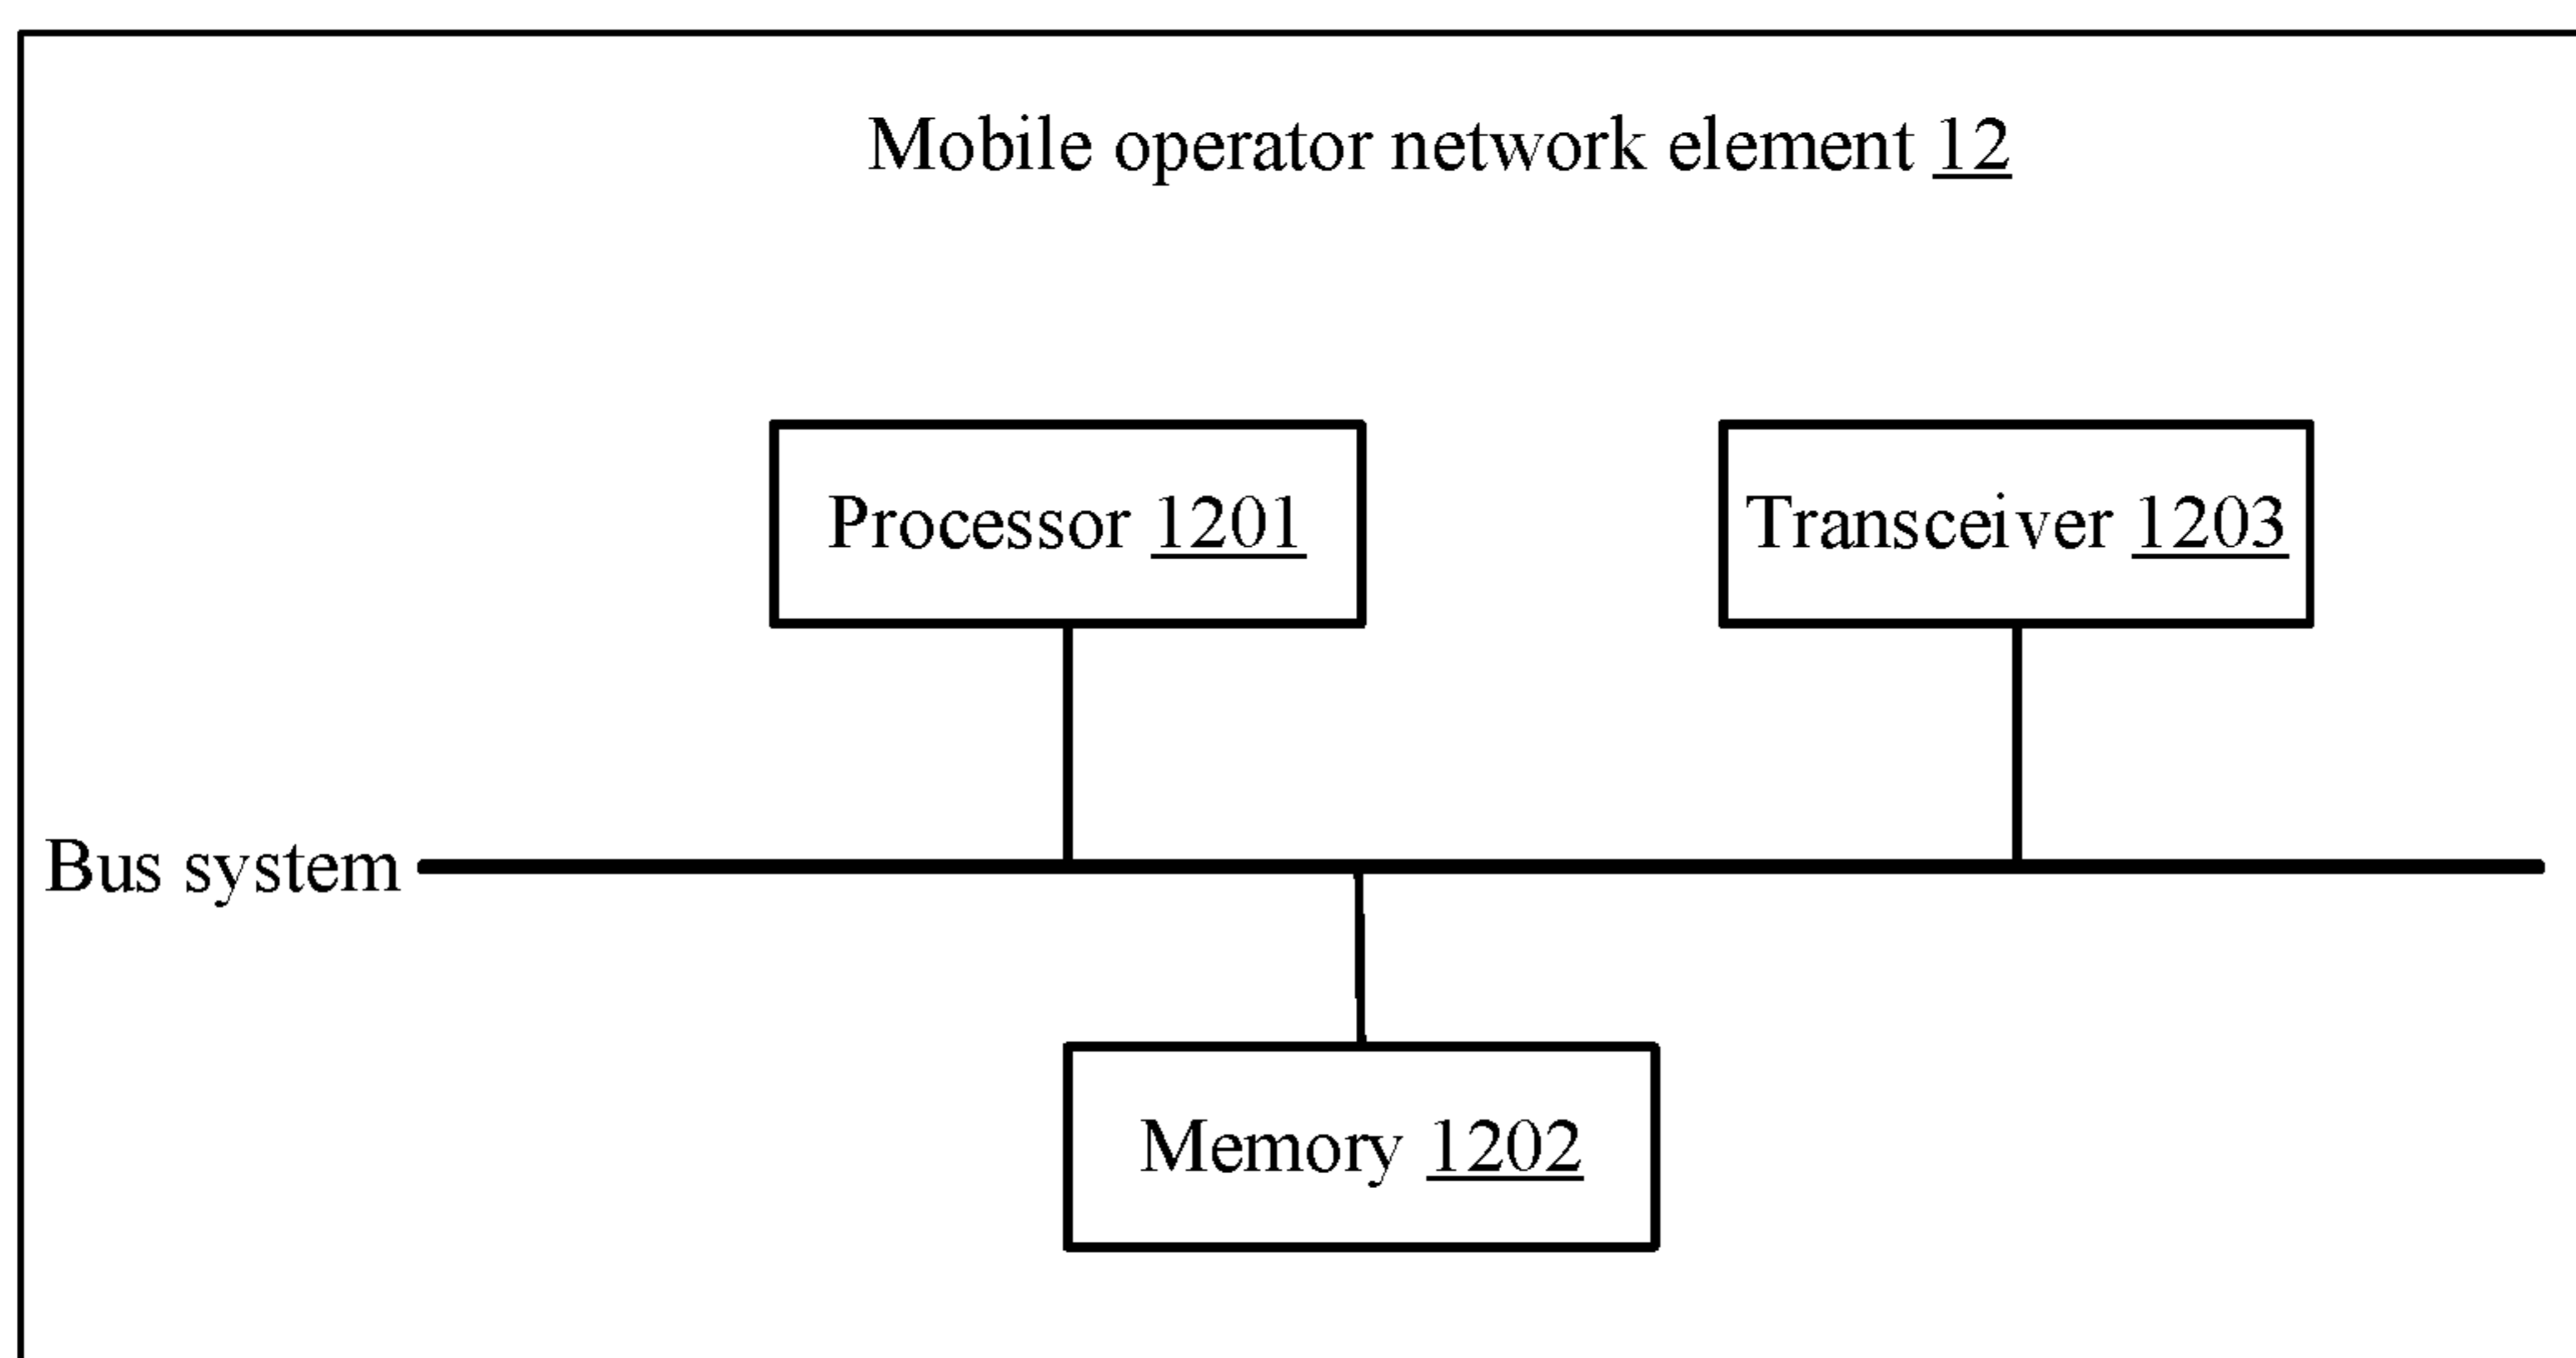 Mobile operator network element 12
Processor 1201
Transceiver 1203
Bus system
Memory 1202